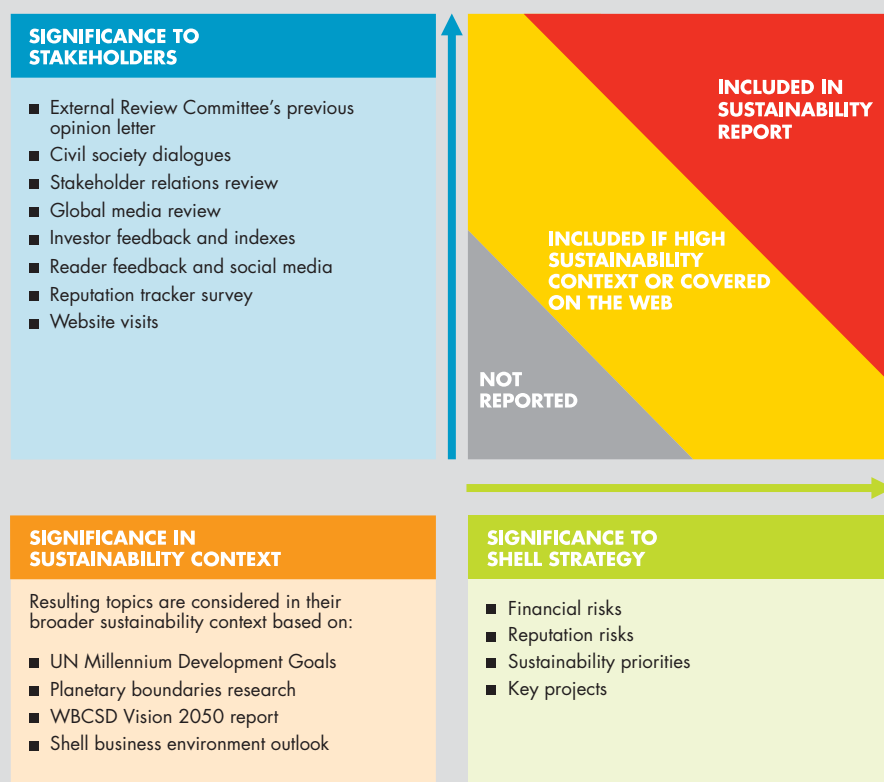 SIGNIFICANCE TO
STAKEHOLDERS
■ External Review Committee’s previous
opinion letter
■ Civil society dialogues
■ Stakeholder relations review
■ Global media review
■ Investor feedback and indexes
■ Reader feedback and social media
■ Reputation tracker survey
■ Website visits
INCLUDED IN
SUSTAINABILITY
REPORT
INCLUDED IF HIGH
SUSTAINABILITY
CONTEXT OR COVERED
ON THE WEB
NOT
REPORTED
SIGNIFICANCE IN
SUSTAINABILITY CONTEXT
Resulting topics are considered in their
broader sustainability context based on:
■ UN Millennium Development Goals
■ Planetary boundaries research
■ WBCSD Vision 2050 report
■ Shell business environment outlook
SIGNIFICANCE TO
SHELL STRATEGY
■ Financial risks
■ Reputation risks
■ Sustainability priorities
■ Key projects